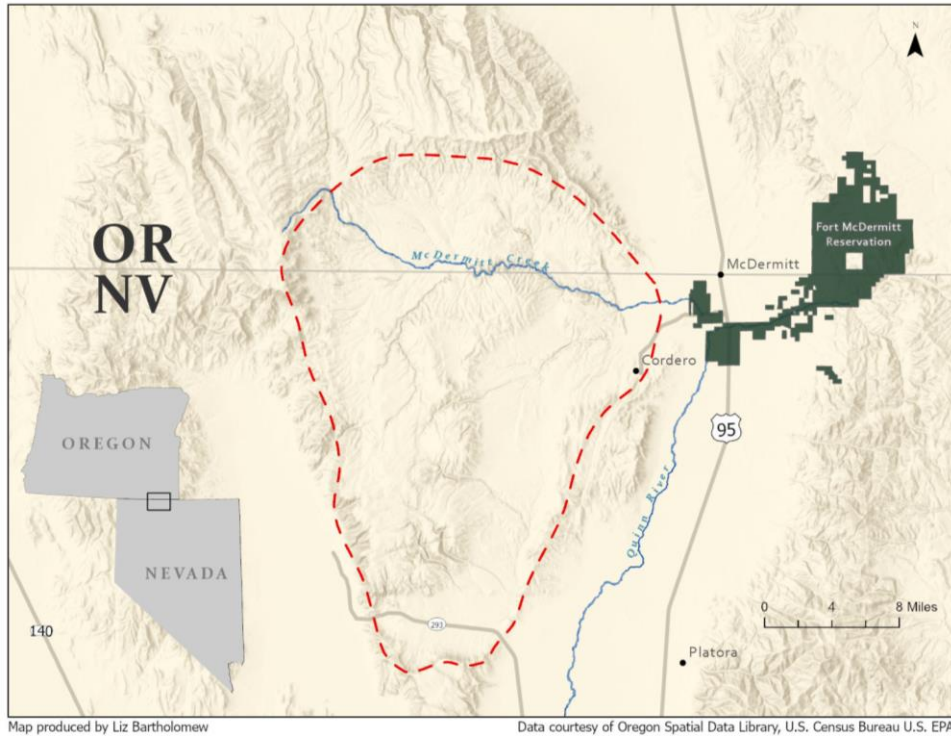 N
Fort McDermitt
Reservation
OR
McDermitt Creek
McDermitt
NV
Cordero
OREGON
95
Quinn River
NEVADA
0 4 8 Miles
293
140
Platora
Map produced by Liz Bartholomew
Data courtesy of Oregon Spatial Data Library, U.S. Census Bureau U.S. EPA